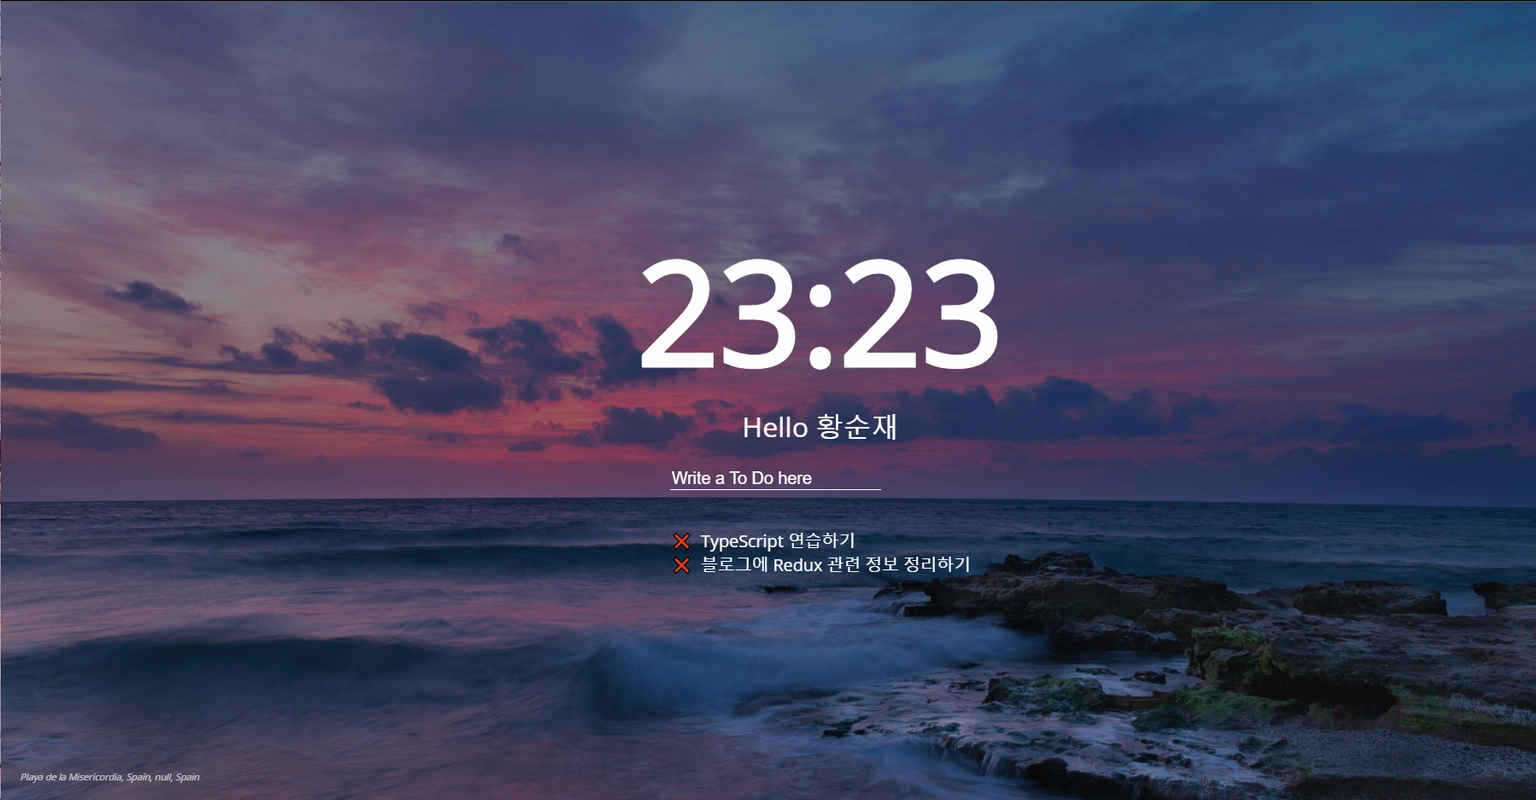 23:23
Hello 황순재
Write a To Do here
❌ TypeScript 연습하기
❌ 블로그에 Redux 관련 정보 정리하기
Playa de la Misericordia, Spain, null, Spain